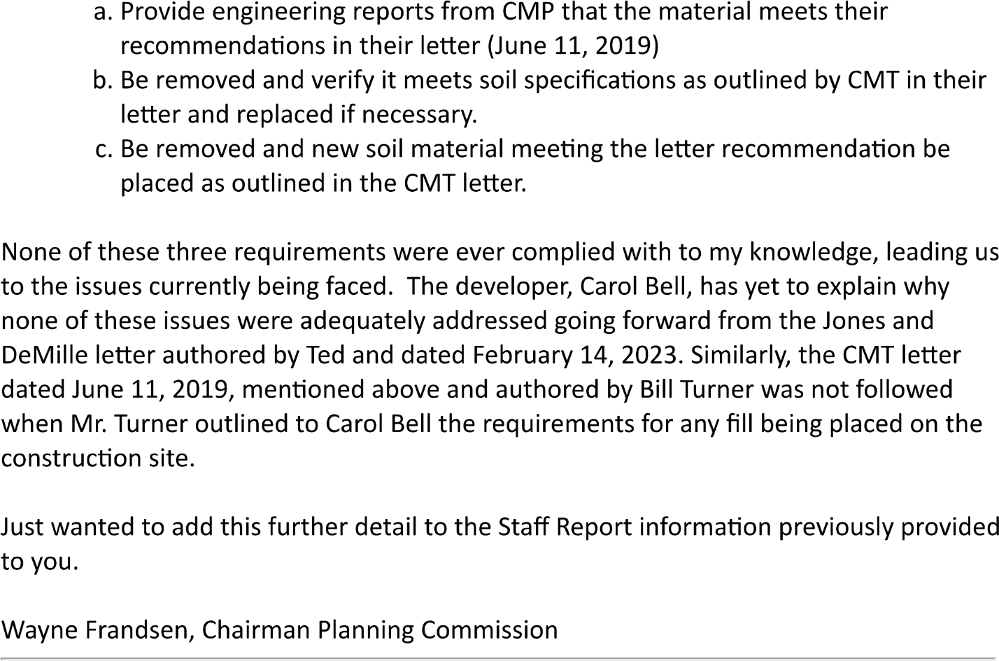 a. Provide engineering reports from CMP that the material meets their
recommendations in their letter (June 11, 2019)
b. Be removed and verify it meets soil specifications as outlined by CMT in their
letter and replaced if necessary.
c. Be removed and new soil material meeting the letter recommendation be
placed as outlined in the CMT letter.
None of these three requirements were ever complied with to my knowledge, leading us
to the issues currently being faced.  The developer, Carol Bell, has yet to explain why
none of these issues were adequately addressed going forward from the Jones and
DeMille letter authored by Ted and dated February 14, 2023. Similarly, the CMT letter
dated June 11, 2019, mentioned above and authored by Bill Turner was not followed
when Mr. Turner outlined to Carol Bell the requirements for any fill being placed on the
construction site.
Just wanted to add this further detail to the Staff Report information previously provided
to you.
Wayne Frandsen, Chairman Planning Commission